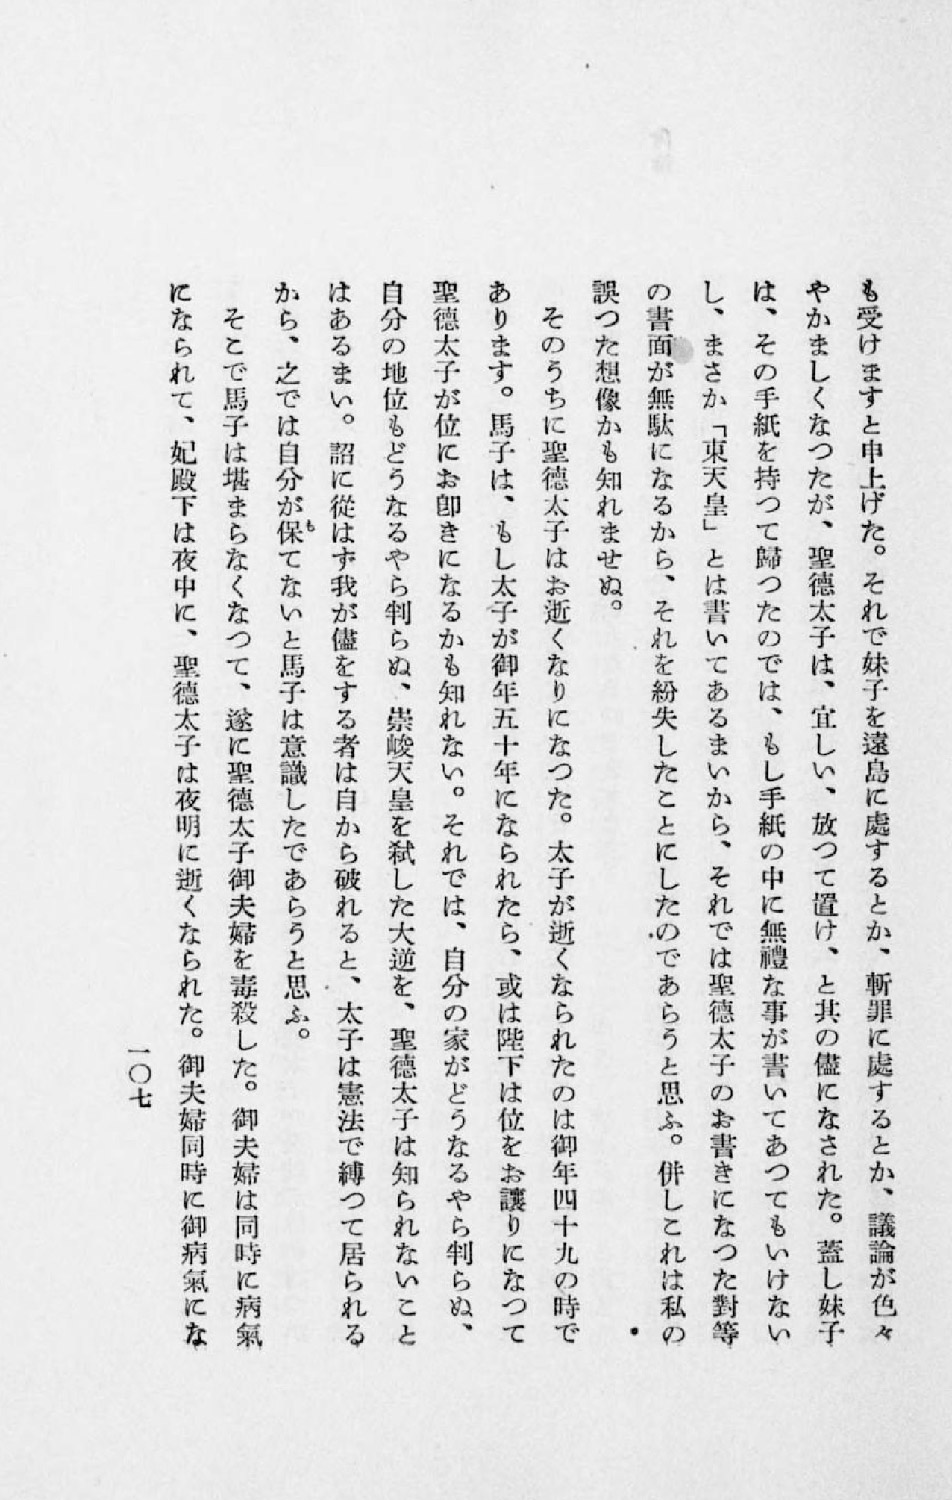 も受けますと申上げた。それで妹子を遠島に處するとか、斬罪に處するとか、議論が色々
やかましくなつたが、聖德太子は、宜しい、放つて置け、と其の儘になされた。蓋し妹子
は、その手紙を持つて歸つたのでは、もし手紙の中に無禮な事が書いてあつてもいけない
し、まさか「東天皇」とは書いてあるまいから、それでは聖德太子のお書きになつた對等
の書面が無駄になるから、それを紛失したことにしたのであらうと思ふ。併しこれは私の
誤つた想像かも知れませぬ。
そのうちに聖德太子はお逝くなりになつた。太子が逝くなられたのは御年四十九の時で
あります。馬子は、もし太子が御年五十年になられたら、或は陛下は位をお讓りになつて
聖德太子が位にお卽きになるかも知れない。それでは、自分の家がどうなるやら判らぬ、
自分の地位もどうなるやら判らぬ、崇峻天皇を弑した大逆を、聖德太子は知られないこと
はあるまい。詔に從はず我が儘をする者は自から破れると、太子は憲法で縛つて居られる
から、之では自分が保てないと馬子は意識したであらうと思ふ。
そこで馬子は堪まらなくなつて、遂に聖德太子御夫婦を毒殺した。御夫婦は同時に病氣
になられて、妃殿下は夜中に、聖德太子は夜明に逝くなられた。御夫婦同時に御病氣にな
一〇七